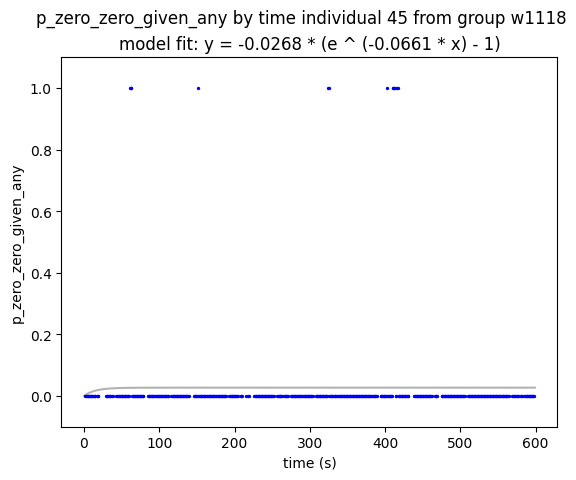 p_zero_zero_given_any by time individual 45 from group w1118
model fit: y = -0.0268 * (e ^ (-0.0661 * x) - 1)
1.0
0.8
0.6
0.4
0.2
0.0
p_zero_zero_given_any
0 100 200 300 400 500 600
time (s)